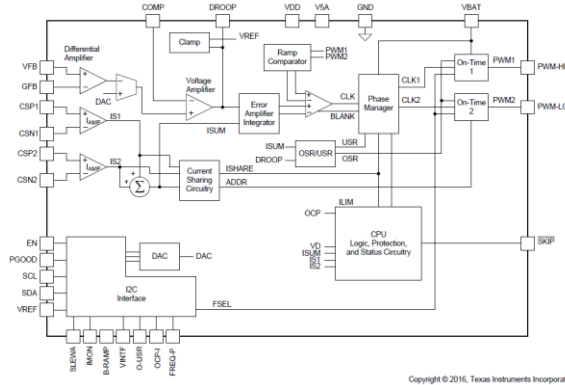 COMP
DROOP
VDD
V5A
GND
VBAT
Clamp
VREF
Differential
Amplifier
Ramp
Comparator
PWM1
PWM2
VFB
GFB
DAC
Voltage
Amplifier
On-Time
1
PWM1
CLK1
CLK
BLANK
Phase
Manager
CLK2
On-Time
2
PWM2
CSP1
CSN1
IS1
IAMP
ISUM
Error
Amplifier
Integrator
USR
OSR
ISUM
DROOP
OSR/USR
CSP2
CSN2
IS2
IAMP
Σ
+
+
Current
Sharing
Circuitry
ISHARE
ADDR
ILIM
OCP
CPU
Logic, Protection,
and Status Circuitry
VD
ISUM
IS1
IS2
SKIP
EN
PGOOD
SCL
SDA
VREF
DAC
DAC
I2C
Interface
FSEL
SLEWA
IMON
B-RAMP
VINTF
O-USR
OCP-I
FREQ-P
Copyright © 2016, Texas Instruments Incorporat